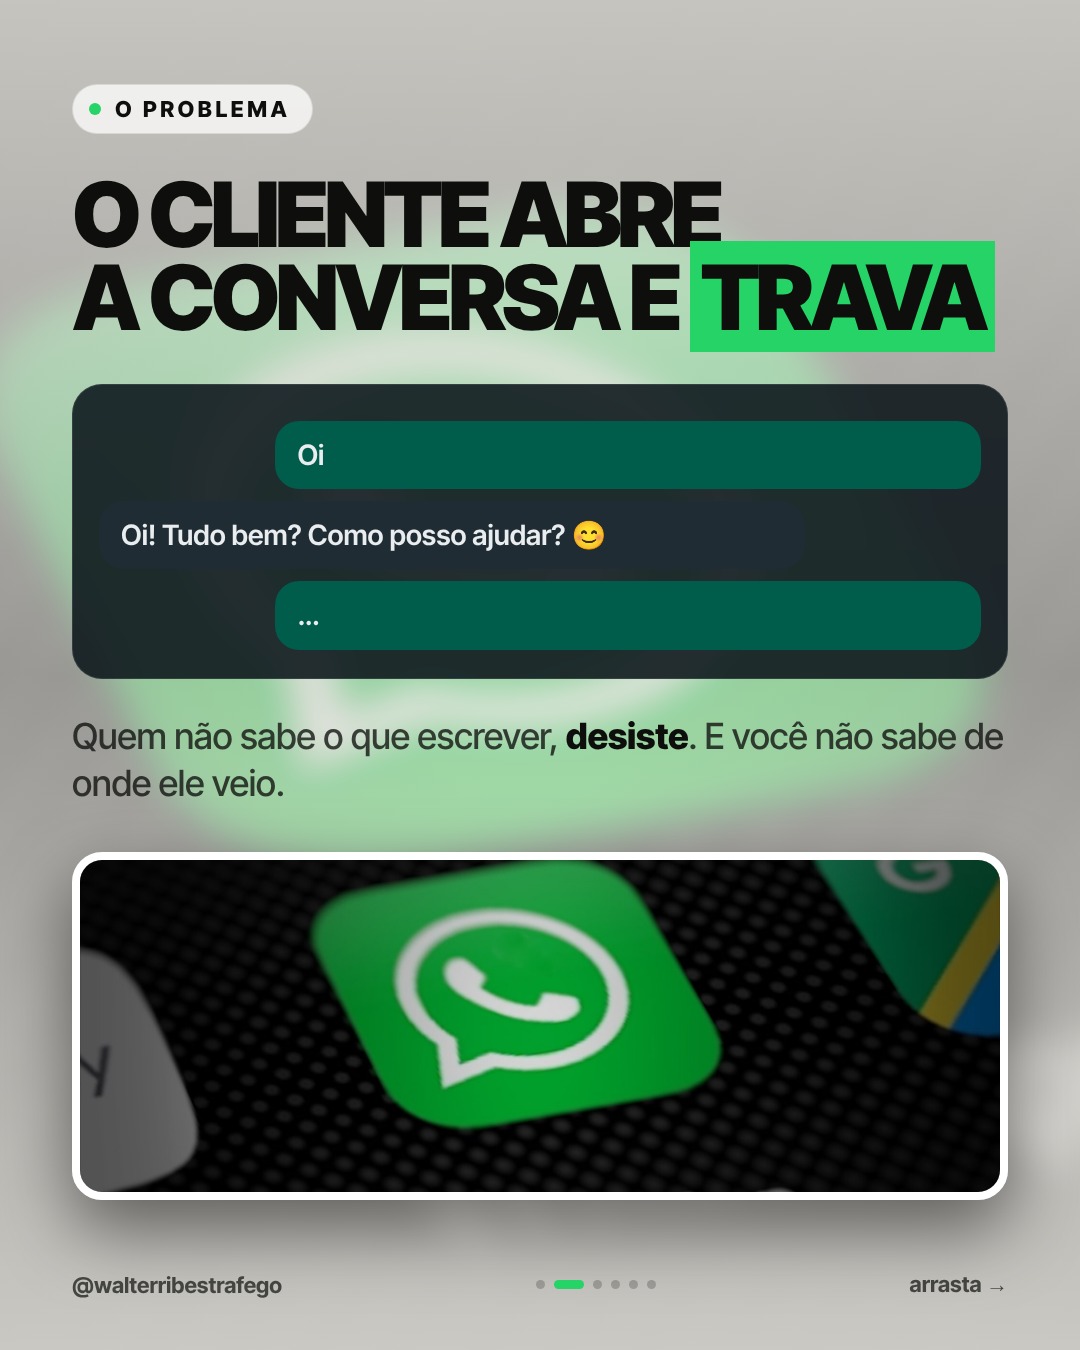 O PROBLEMA
O CLIENTE ABRE
A CONVERSA E TRAVA
Oi
Oi! Tudo bem? Como posso ajudar? 😊
...
Quem não sabe o que escrever, desiste. E você não sabe de
onde ele veio.
G
y
@walterribestrafego
arrasta →